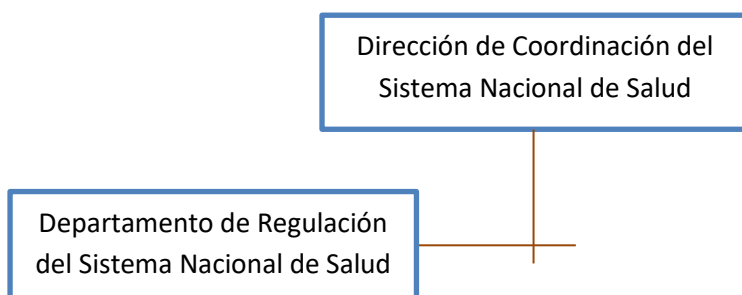 Dirección de Coordinación del
Sistema Nacional de Salud
Departamento de Regulación
del Sistema Nacional de Salud